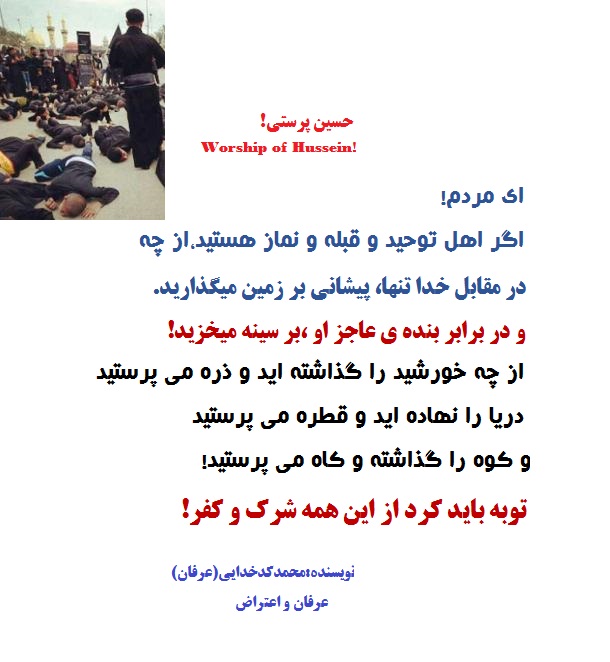 حسین پرستی!
Worship of Hussein!
ای مردم!
اگر اهل توحید و قبله و نماز هستید،از چه
در مقابل خدا تنها، پیشانی بر زمین میگذارید.
و در برابر بنده ی عاجز او ،بر سینه میخزید!
از چه خورشید را گذاشته اید و ذره می پرستید
دریا را نهاده اید و قطره می پرستید
و کوه را گذاشته و کاه می پرستید!
توبه باید کرد از این همه شرک و کفر!
نویسنده:محمدکدخدایی(عرفان)
عرفان و اعتراض